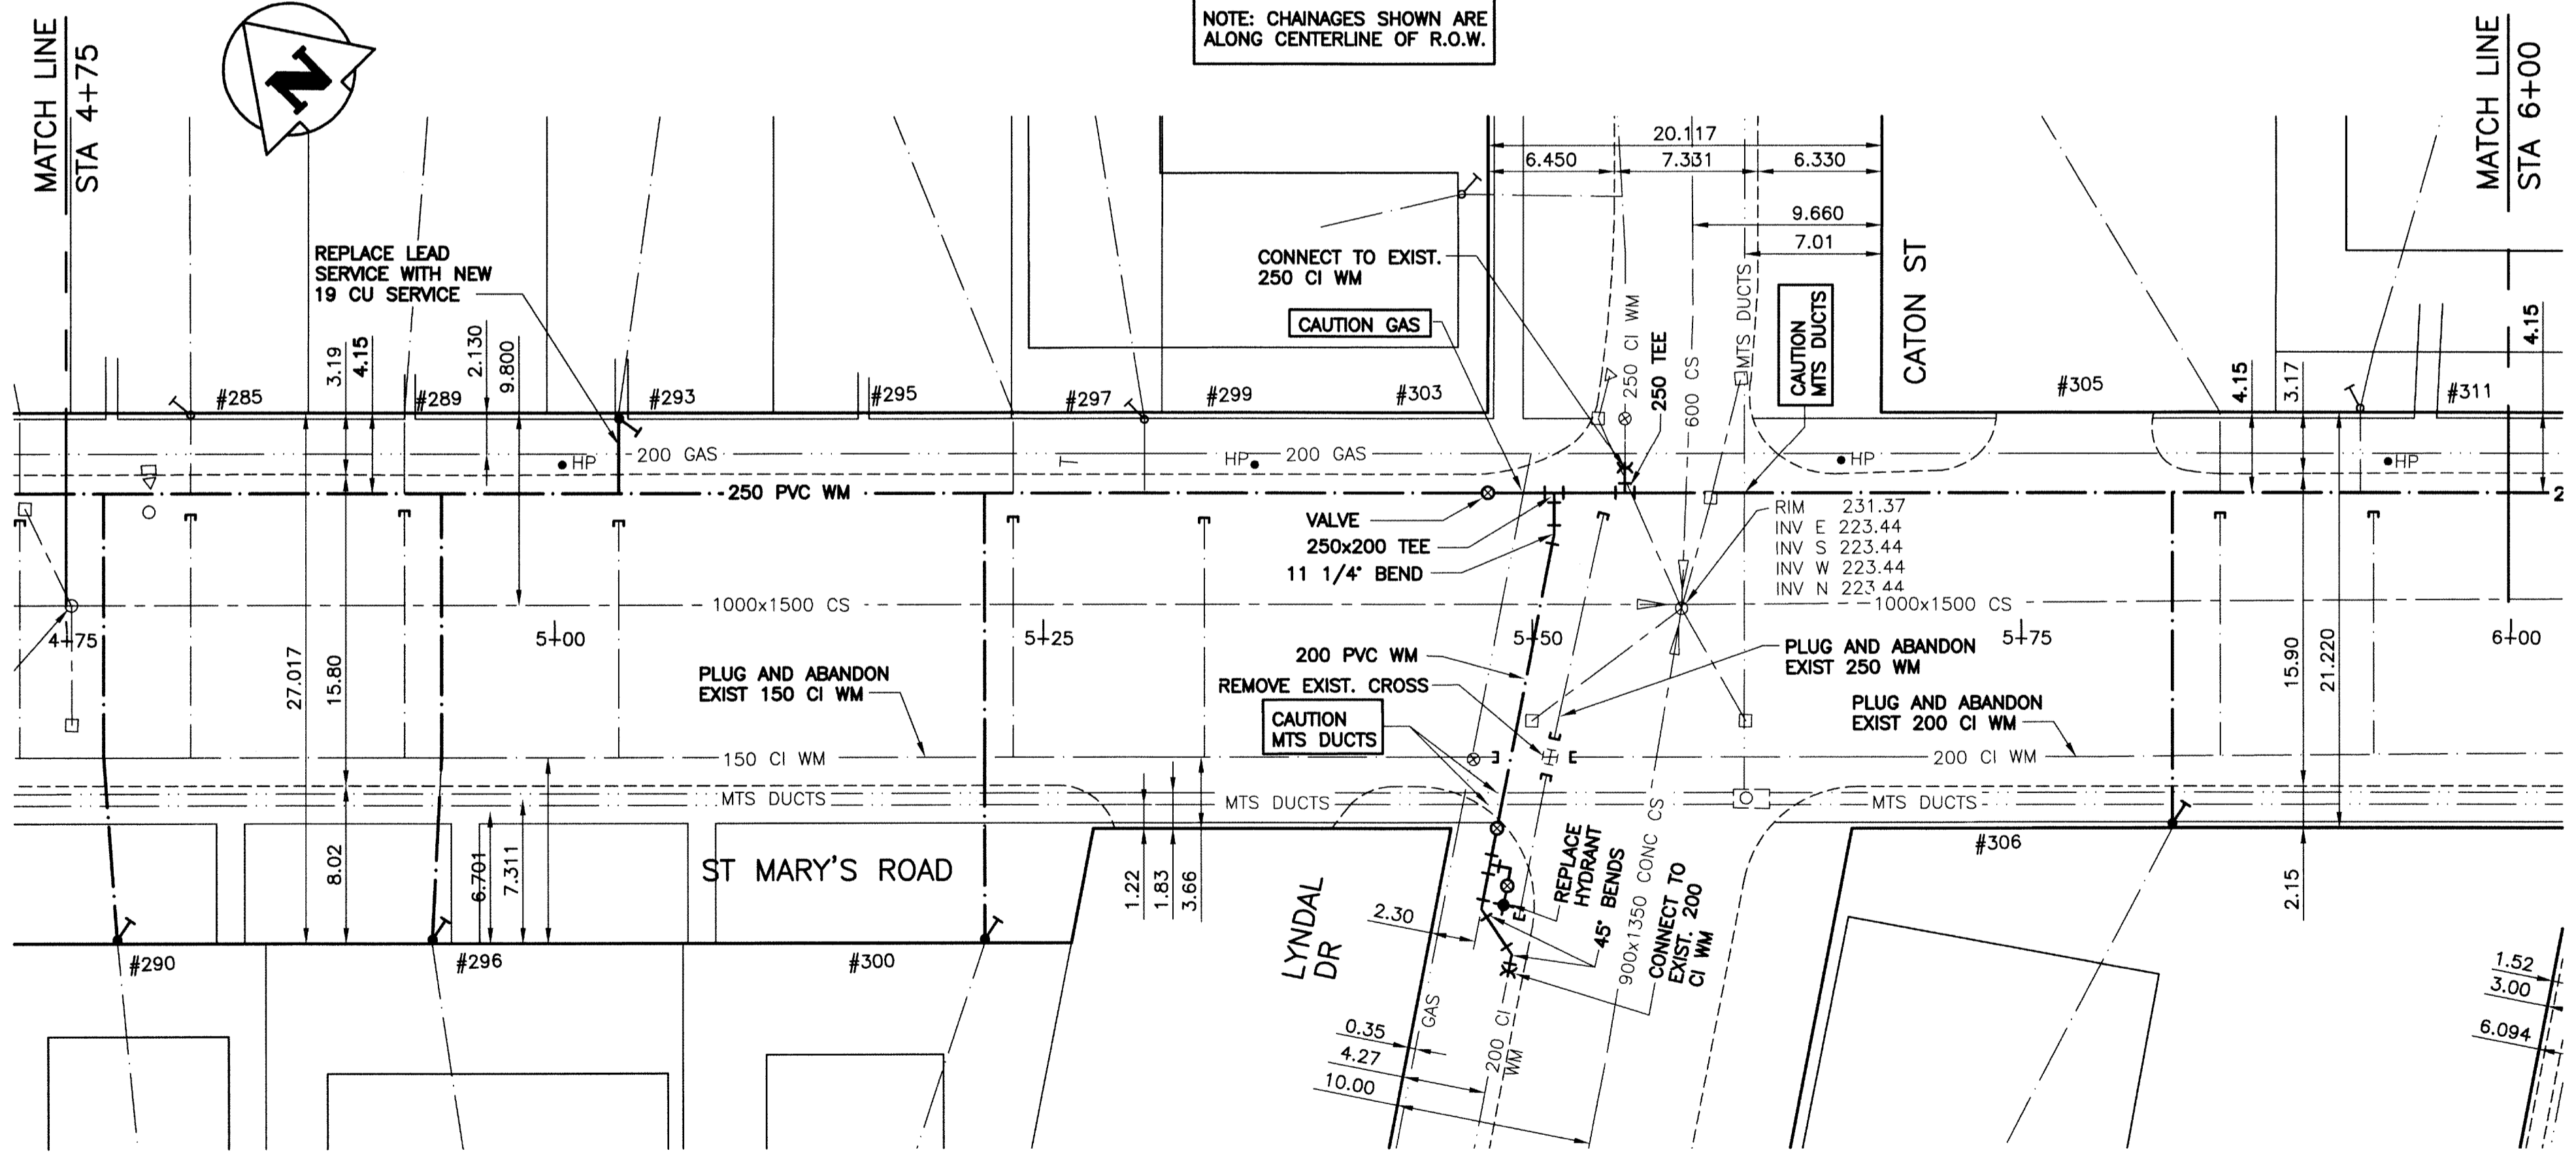 NOTE: CHAINAGES SHOWN ARE
ALONG CENTERLINE OF R.O.W.
MATCH LINE
STA 4+75
N
MATCH LINE
STA 6+00
20.117
6.450
7.331
6.330
9.660
7.01
REPLACE LEAD
SERVICE WITH NEW
19 CU SERVICE
CONNECT TO EXIST.
250 CI WM
CAUTION GAS
250 CI WM
250 TEE
600 CS
MTS DUCTS
CAUTION
MTS DUCTS
CATON ST
3.19
4.15
2.130
9.800
4.15
3.17
4.15
#285
#289
#293
#295
#297
#299
#303
#305
#311
HP
200 GAS
HP
200 GAS
HP
HP
250 PVC WM
2
VALVE
250x200 TEE
11 1/4° BEND
RIM 231.37
INV E 223.44
INV S 223.44
INV W 223.44
INV N 223.44
1000x1500 CS
1000x1500 CS
4+75
5+00
5+25
5+50
5+75
6+00
27.017
15.80
PLUG AND ABANDON
EXIST 150 CI WM
200 PVC WM
REMOVE EXIST. CROSS
CAUTION
MTS DUCTS
PLUG AND ABANDON
EXIST 250 WM
PLUG AND ABANDON
EXIST 200 CI WM
15.90
21.220
150 CI WM
200 CI WM
MTS DUCTS
MTS DUCTS
MTS DUCTS
8.02
6.701
7.311
ST MARY'S ROAD
1.22
1.83
3.66
LYNDAL
DR
2.30
REPLACE
HYDRANT
45° BENDS
900x1350 CONC CS
CONNECT TO
EXIST. 200
CI WM
#306
2.15
#290
#296
#300
GAS
200 CI
WM
0.35
4.27
10.00
1.52
3.00
6.094